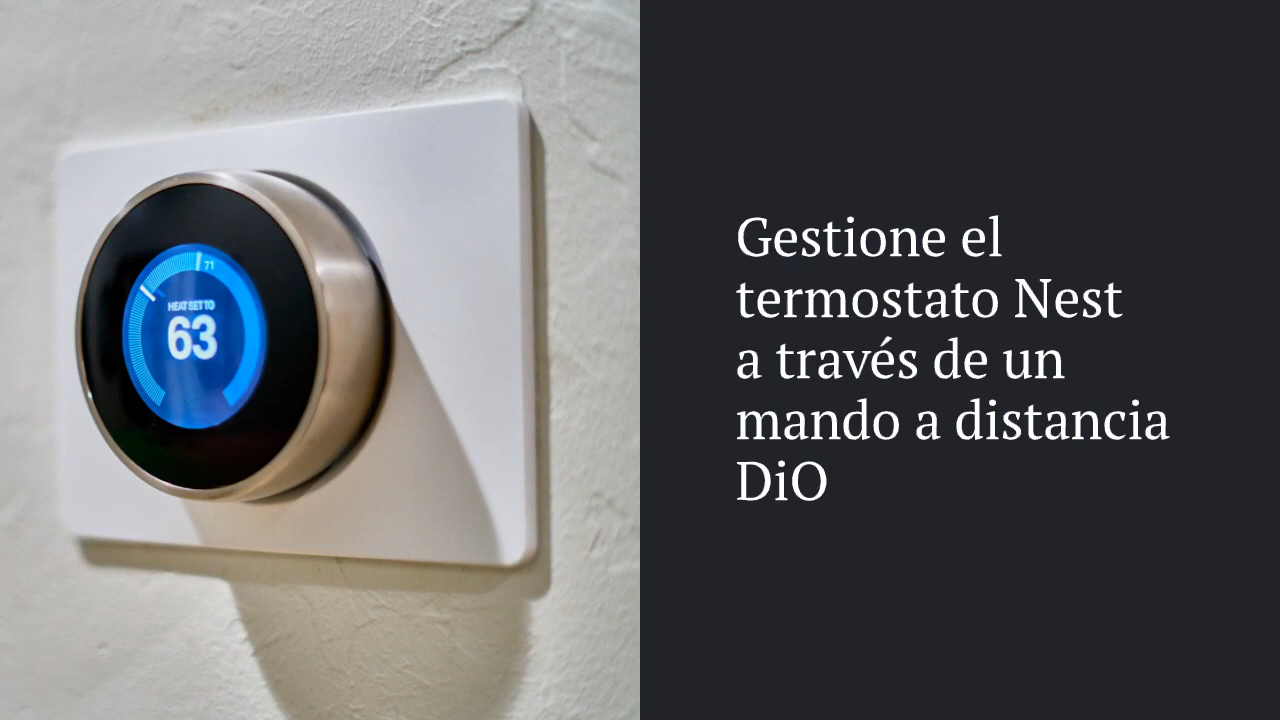 71
HEAT SET TO
63
Gestione el
termostato Nest
a través de un
mando a distancia
DiO